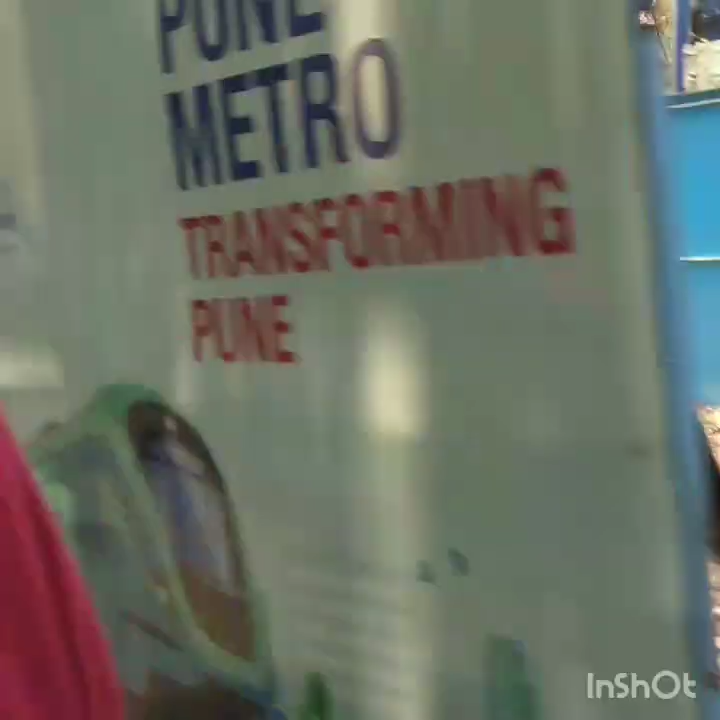 PUNE
METRO
TRANSFORMING
PUNE
InShOt